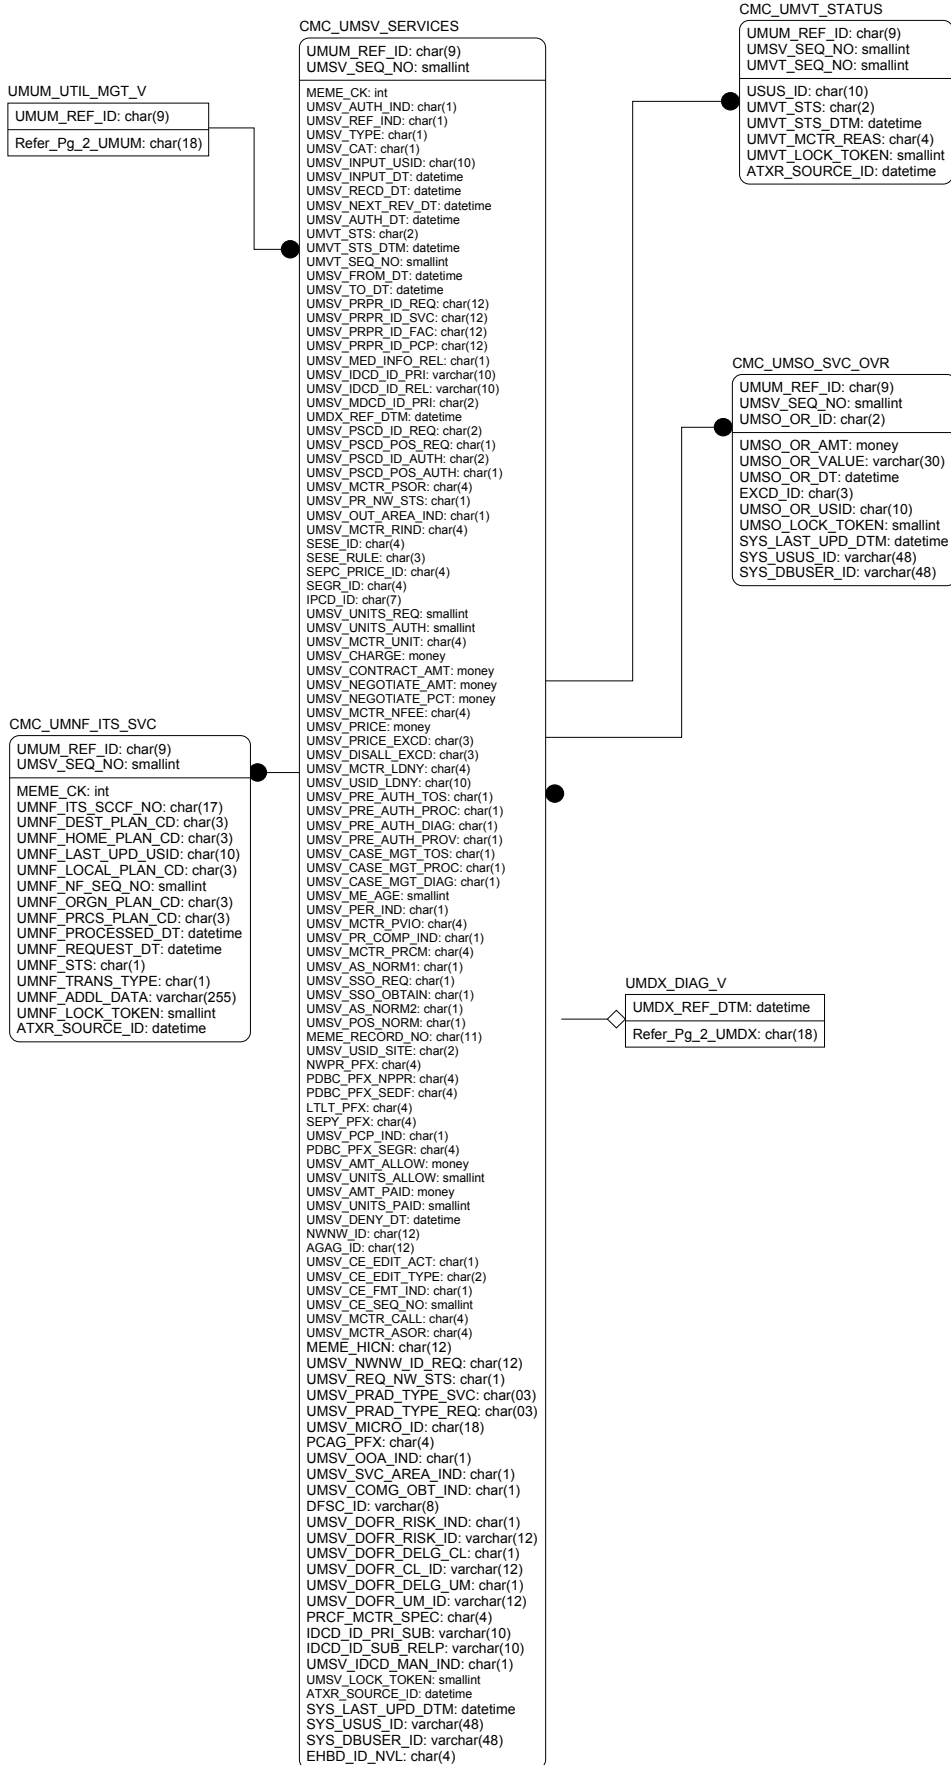 CMC_UMSV_SERVICES
UMUM_REF_ID: char(9)
UMSV_SEQ_NO: smallint
MEME_CK: int
UMSV_AUTH_IND: char(1)
UMSV_REF_IND: char(1)
UMSV_TYPE: char(1)
UMSV_CAT: char(1)
UMSV_INPUT_USID: char(10)
UMSV_INPUT_DT: datetime
UMSV_RECD_DT: datetime
UMSV_NEXT_REV_DT: datetime
UMSV_AUTH_DT: datetime
UMVT_STS: char(2)
UMVT_STS_DTM: datetime
UMVT_SEQ_NO: smallint
UMSV_FROM_DT: datetime
UMSV_TO_DT: datetime
UMSV_PRPR_ID_REQ: char(12)
UMSV_PRPR_ID_SVC: char(12)
UMSV_PRPR_ID_FAC: char(12)
UMSV_PRPR_ID_PCP: char(12)
UMSV_MED_INFO_REL: char(1)
UMSV_IDCD_ID_PRI: varchar(10)
UMSV_IDCD_ID_REL: varchar(10)
UMSV_MDCD_ID_PRI: char(2)
UMDX_REF_DTM: datetime
UMSV_PSCD_ID_REQ: char(2)
UMSV_PSCD_POS_REQ: char(1)
UMSV_PSCD_ID_AUTH: char(2)
UMSV_PSCD_POS_AUTH: char(1)
UMSV_MCTR_PSOR: char(4)
UMSV_PR_NW_STS: char(1)
UMSV_OUT_AREA_IND: char(1)
UMSV_MCTR_RIND: char(4)
SESE_ID: char(4)
SESE_RULE: char(3)
SEPC_PRICE_ID: char(4)
SEGR_ID: char(4)
IPCD_ID: char(7)
UMSV_UNITS_REQ: smallint
UMSV_UNITS_AUTH: smallint
UMSV_MCTR_UNIT: char(4)
UMSV_CHARGE: money
UMSV_CONTRACT_AMT: money
UMSV_NEGOTIATE_AMT: money
UMSV_NEGOTIATE_PCT: money
UMSV_MCTR_NFEE: char(4)
UMSV_PRICE: money
UMSV_PRICE_EXCD: char(3)
UMSV_DISALL_EXCD: char(3)
UMSV_MCTR_LDNY: char(4)
UMSV_USID_LDNY: char(10)
UMSV_PRE_AUTH_TOS: char(1)
UMSV_PRE_AUTH_PROC: char(1)
UMSV_PRE_AUTH_DIAG: char(1)
UMSV_PRE_AUTH_PROV: char(1)
UMSV_CASE_MGT_TOS: char(1)
UMSV_CASE_MGT_PROC: char(1)
UMSV_CASE_MGT_DIAG: char(1)
UMSV_ME_AGE: smallint
UMSV_PER_IND: char(1)
UMSV_MCTR_PVIO: char(4)
UMSV_PR_COMP_IND: char(1)
UMSV_MCTR_PRCM: char(4)
UMSV_AS_NORM1: char(1)
UMSV_SSO_REQ: char(1)
UMSV_SSO_OBTAIN: char(1)
UMSV_AS_NORM2: char(1)
UMSV_POS_NORM: char(1)
MEME_RECORD_NO: char(11)
UMSV_USID_SITE: char(2)
NWPR_PFX: char(4)
PDBC_PFX_NPPR: char(4)
PDBC_PFX_SEDF: char(4)
LTLT_PFX: char(4)
SEPY_PFX: char(4)
UMSV_PCP_IND: char(1)
PDBC_PFX_SEGR: char(4)
UMSV_AMT_ALLOW: money
UMSV_UNITS_ALLOW: smallint
UMSV_AMT_PAID: money
UMSV_UNITS_PAID: smallint
UMSV_DENY_DT: datetime
NWNW_ID: char(12)
AGAG_ID: char(12)
UMSV_CE_EDIT_ACT: char(1)
UMSV_CE_EDIT_TYPE: char(2)
UMSV_CE_FMT_IND: char(1)
UMSV_CE_SEQ_NO: smallint
UMSV_MCTR_CALL: char(4)
UMSV_MCTR_ASOR: char(4)
MEME_HICN: char(12)
UMSV_NWNW_ID_REQ: char(12)
UMSV_REQ_NW_STS: char(1)
UMSV_PRAD_TYPE_SVC: char(03)
UMSV_PRAD_TYPE_REQ: char(03)
UMSV_MICRO_ID: char(18)
PCAG_PFX: char(4)
UMSV_OOA_IND: char(1)
UMSV_SVC_AREA_IND: char(1)
UMSV_COMG_OBT_IND: char(1)
DFSC_ID: varchar(8)
UMSV_DOFR_RISK_IND: char(1)
UMSV_DOFR_RISK_ID: varchar(12)
UMSV_DOFR_DELG_CL: char(1)
UMSV_DOFR_CL_ID: varchar(12)
UMSV_DOFR_DELG_UM: char(1)
UMSV_DOFR_UM_ID: varchar(12)
PRCF_MCTR_SPEC: char(4)
IDCD_ID_PRI_SUB: varchar(10)
IDCD_ID_SUB_RELP: varchar(10)
UMSV_IDCD_MAN_IND: char(1)
UMSV_LOCK_TOKEN: smallint
ATXR_SOURCE_ID: datetime
SYS_LAST_UPD_DTM: datetime
SYS_USUS_ID: varchar(48)
SYS_DBUSER_ID: varchar(48)
EHBD_ID_NVL: char(4)
UMUM_UTIL_MGT_V
UMUM_REF_ID: char(9)
Refer_Pg_2_UMUM: char(18)
CMC_UMNF_ITS_SVC
UMUM_REF_ID: char(9)
UMSV_SEQ_NO: smallint
MEME_CK: int
UMNF_ITS_SCCF_NO: char(17)
UMNF_DEST_PLAN_CD: char(3)
UMNF_HOME_PLAN_CD: char(3)
UMNF_LAST_UPD_USID: char(10)
UMNF_LOCAL_PLAN_CD: char(3)
UMNF_NF_SEQ_NO: smallint
UMNF_ORGN_PLAN_CD: char(3)
UMNF_PRCS_PLAN_CD: char(3)
UMNF_PROCESSED_DT: datetime
UMNF_REQUEST_DT: datetime
UMNF_STS: char(1)
UMNF_TRANS_TYPE: char(1)
UMNF_ADDL_DATA: varchar(255)
UMNF_LOCK_TOKEN: smallint
ATXR_SOURCE_ID: datetime
CMC_UMVT_STATUS
UMUM_REF_ID: char(9)
UMSV_SEQ_NO: smallint
UMVT_SEQ_NO: smallint
USUS_ID: char(10)
UMVT_STS: char(2)
UMVT_STS_DTM: datetime
UMVT_MCTR_REAS: char(4)
UMVT_LOCK_TOKEN: smallint
ATXR_SOURCE_ID: datetime
CMC_UMSO_SVC_OVR
UMUM_REF_ID: char(9)
UMSV_SEQ_NO: smallint
UMSO_OR_ID: char(2)
UMSO_OR_AMT: money
UMSO_OR_VALUE: varchar(30)
UMSO_OR_DT: datetime
EXCD_ID: char(3)
UMSO_OR_USID: char(10)
UMSO_LOCK_TOKEN: smallint
SYS_LAST_UPD_DTM: datetime
SYS_USUS_ID: varchar(48)
SYS_DBUSER_ID: varchar(48)
UMDX_DIAG_V
UMDX_REF_DTM: datetime
Refer_Pg_2_UMDX: char(18)